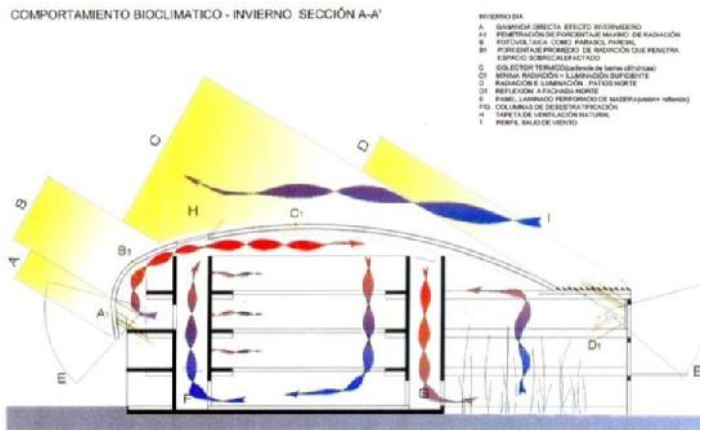 COMPORTAMIENTO BIOCLIMATICO - INVIERNO SECCIÓN A-A'
INVIERNO DIA
A GANANCIA DIRECTA EFECTO INVERNADERO
A1 PENETRACIÓN DE PORCENTAJE MAXIMO DE RADIACIÓN
B FOTOVOLTAICA COMO PARASOL PARCIAL
B1 PORCENTAJE PROMEDIO DE RADIACIÓN QUE PENETRA
ESPACIO SOBRECALEFACTADO
C COLECTOR TERMICO
C1 MINIMA RADIACIÓN + ILUMINACIÓN SUFICIENTE
D RADIACIÓN E ILUMINACIÓN PATIOS NORTE
D1 REFLEXIÓN A FACHADA NORTE
E PANEL LAMINADO PERFORADO DE MADERA
F/G COLUMNAS DE DESESTRATIFICACIÓN
H TAPETA DE VENTILACIÓN NATURAL
I PERFIL BAJO DE VIENTO
C
D
B
H
C1
I
B1
A
A1
D1
E
E
F
G